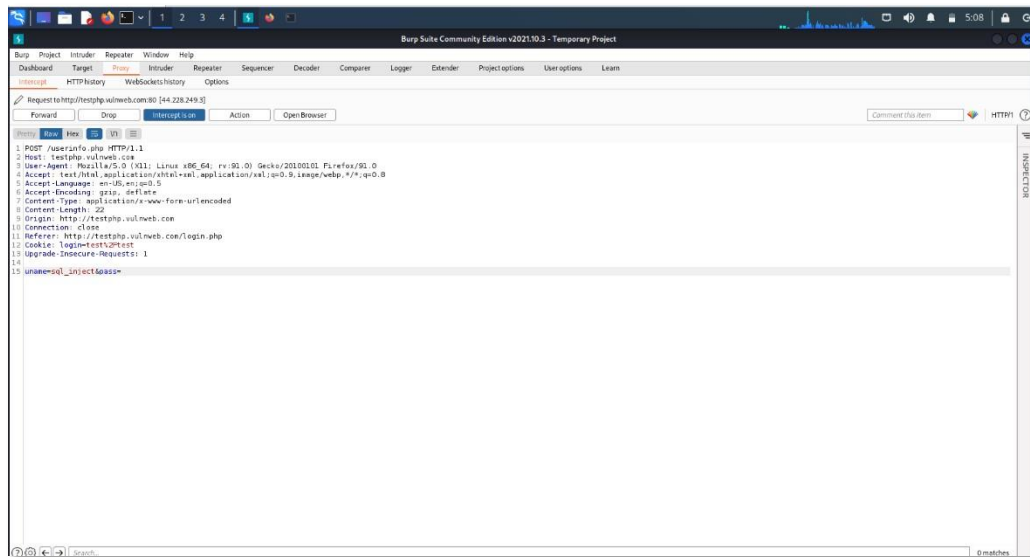 1 2 3 4
5:08
Burp Suite Community Edition v2021.10.3 - Temporary Project
Burp Project Intruder Repeater Window Help
Dashboard Target Proxy Intruder Repeater Sequencer Decoder Comparer Logger Extender Project options User options Learn
Intercept HTTP history WebSockets history Options
Request to http://testphp.vulnweb.com:80 [44.228.249.3]
Forward Drop Intercept is on Action Open Browser Comment this item HTTP/1
Pretty Raw Hex \n
INSPECTOR
1 POST /userinfo.php HTTP/1.1
2 Host: testphp.vulnweb.com
3 User-Agent: Mozilla/5.0 (X11; Linux x86_64; rv:91.0) Gecko/20100101 Firefox/91.0
4 Accept: text/html,application/xhtml+xml,application/xml;q=0.9,image/webp,*/*;q=0.8
5 Accept-Language: en-US,en;q=0.5
6 Accept-Encoding: gzip, deflate
7 Content-Type: application/x-www-form-urlencoded
8 Content-Length: 22
9 Origin: http://testphp.vulnweb.com
10 Connection: close
11 Referer: http://testphp.vulnweb.com/login.php
12 Cookie: login=test%2Ftest
13 Upgrade-Insecure-Requests: 1
14
15 uname=sql_inject&pass=
Search...
0 matches